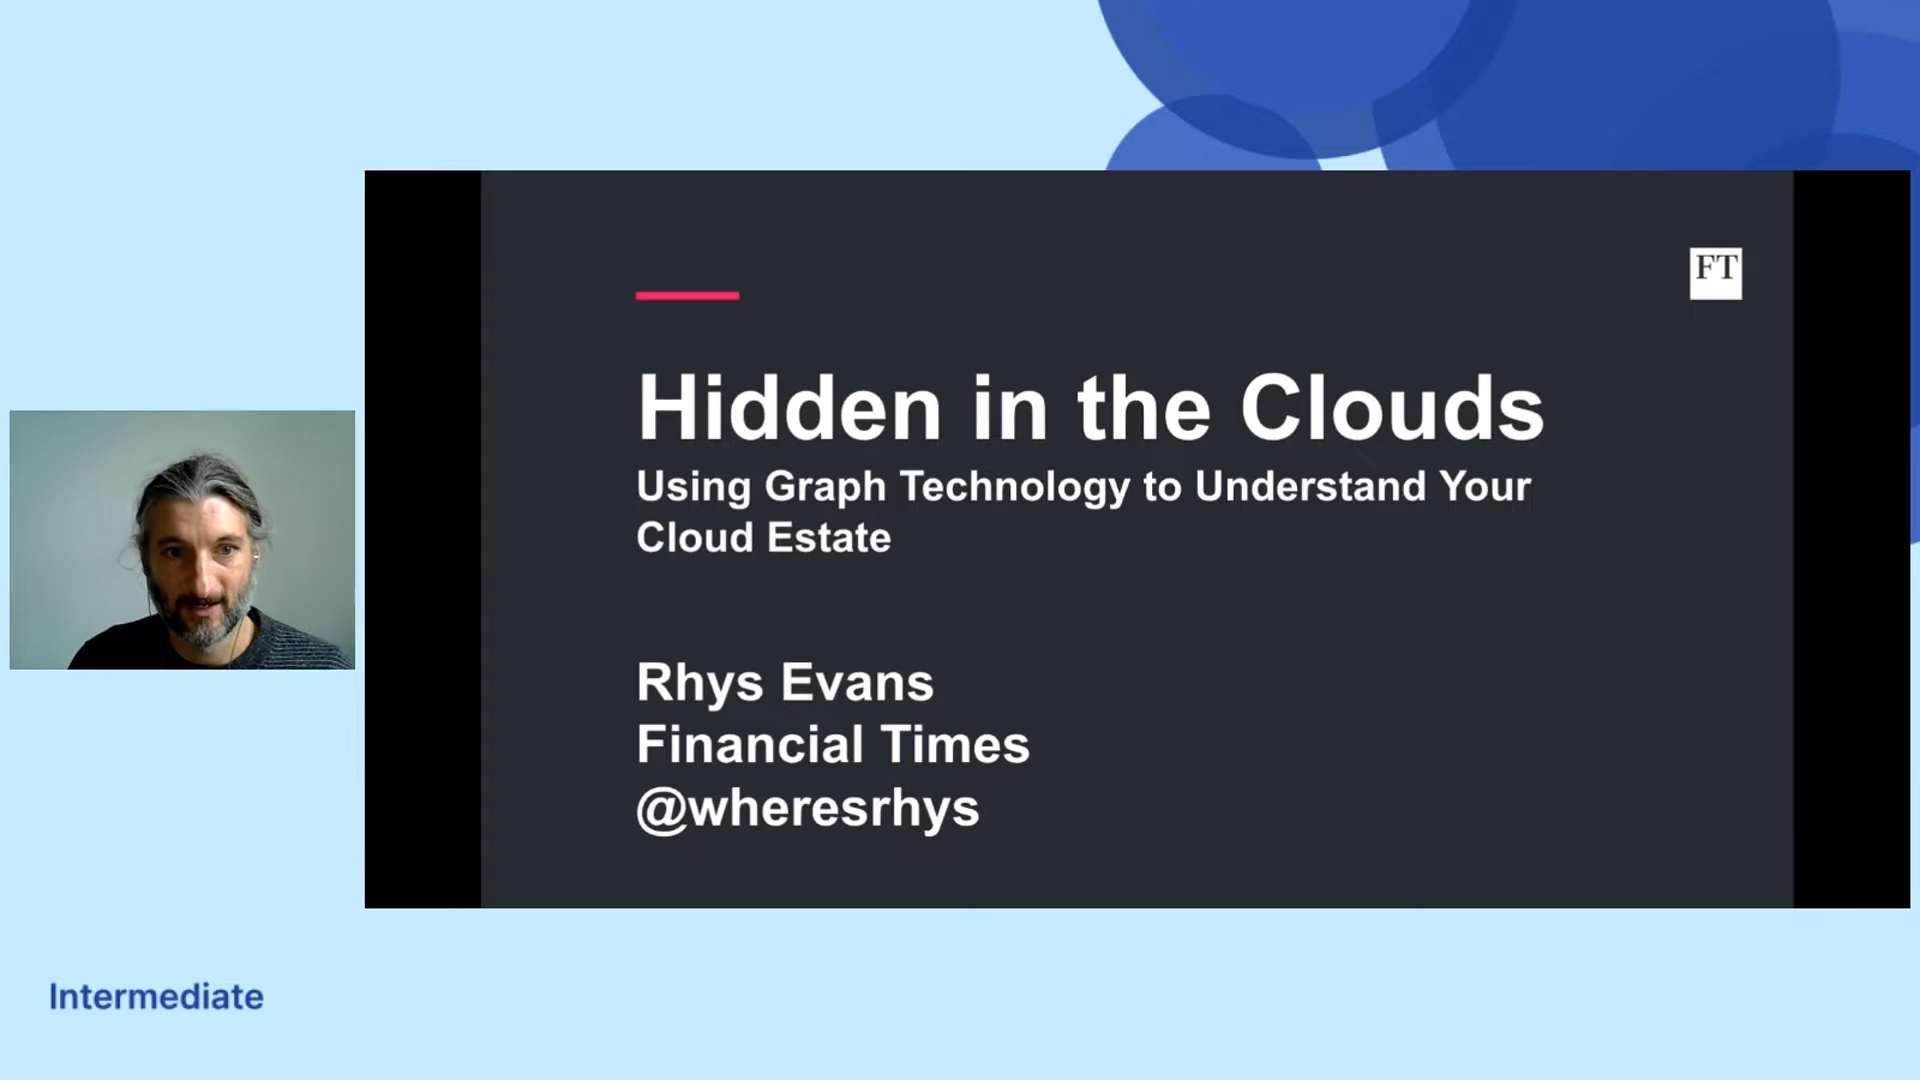 FT
Hidden in the Clouds
Using Graph Technology to Understand Your
Cloud Estate
Rhys Evans
Financial Times
@wheresrhys
Intermediate